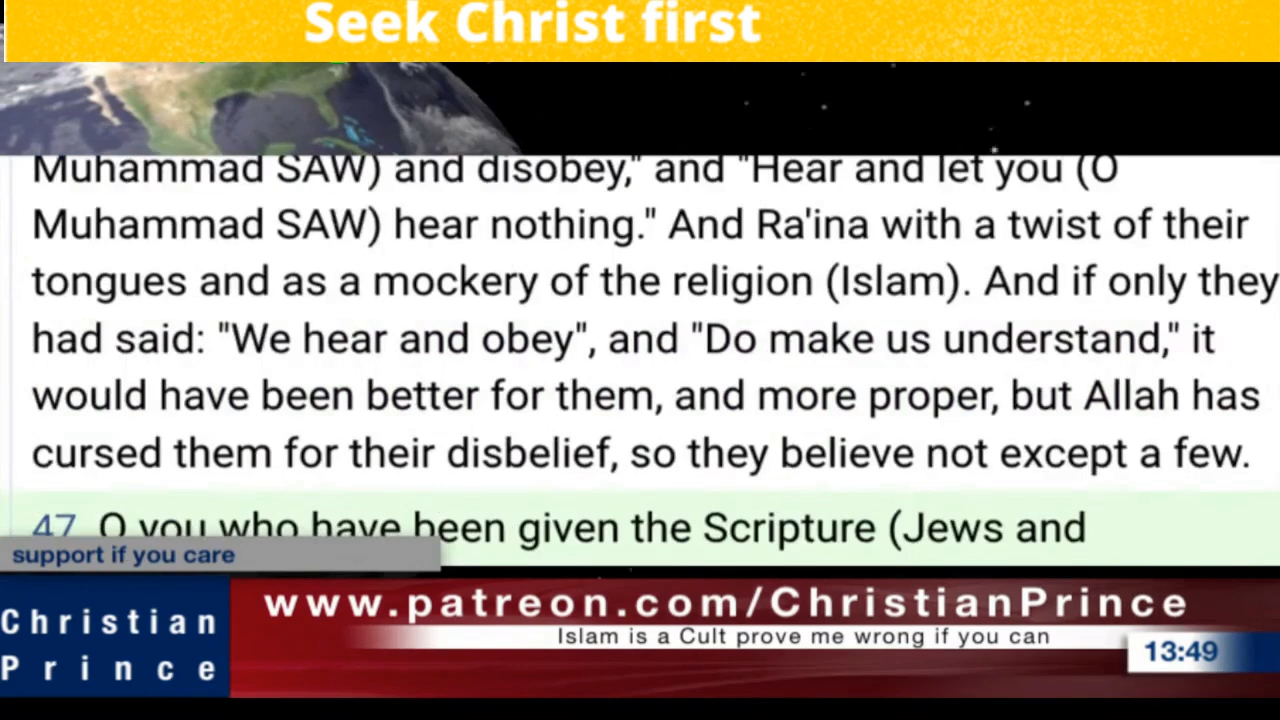 Seek Christ first
Muhammad SAW) and disobey," and "Hear and let you (O
Muhammad SAW) hear nothing." And Ra'ina with a twist of their
tongues and as a mockery of the religion (Islam). And if only they
had said: "We hear and obey", and "Do make us understand," it
would have been better for them, and more proper, but Allah has
cursed them for their disbelief, so they believe not except a few.
47 O you who have been given the Scripture (Jews and
support if you care
Christian
Prince
www.patreon.com/ChristianPrince
Islam is a Cult prove me wrong if you can
13:49